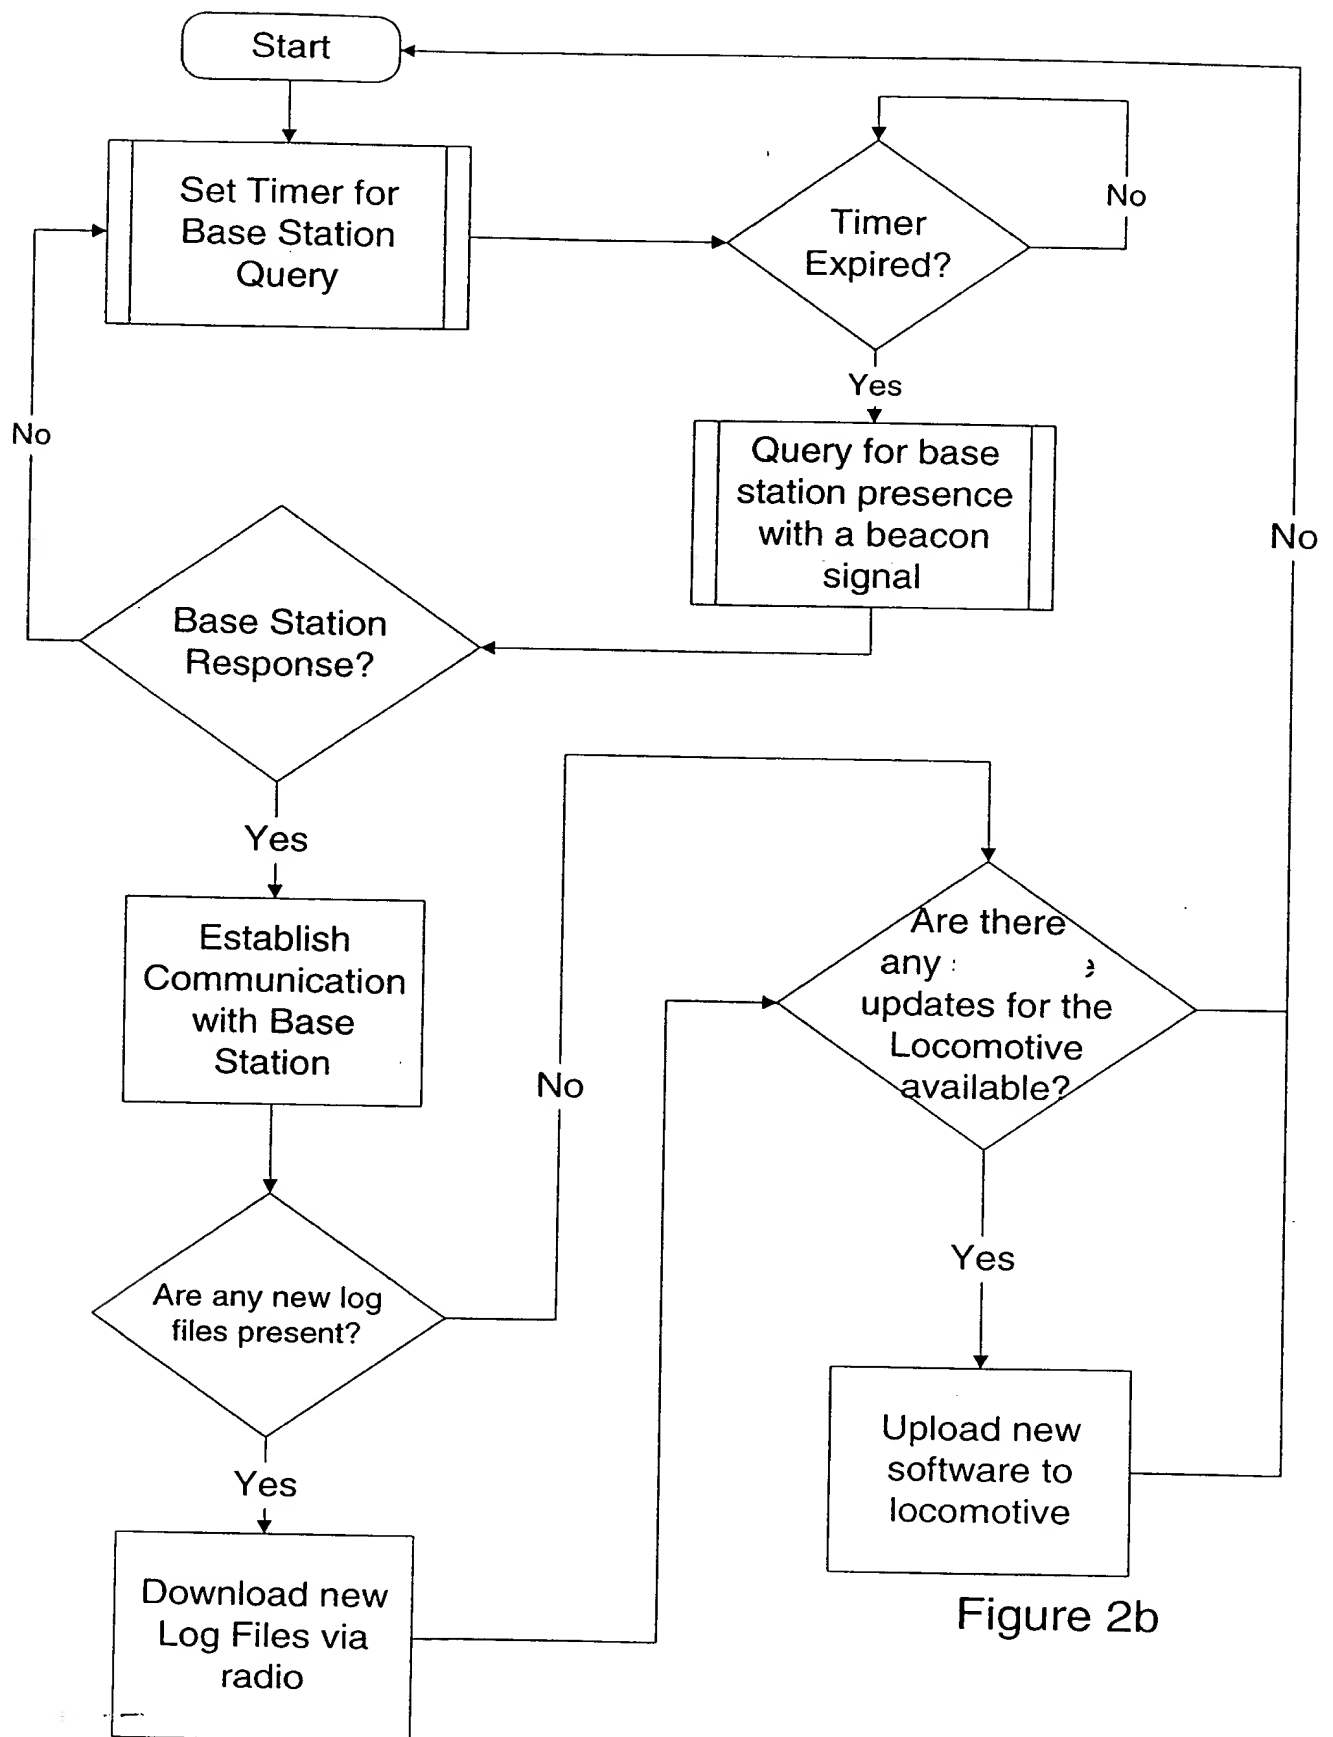 Start
Set Timer for
Base Station
Query
Timer
Expired?
No
Yes
Query for base
station presence
with a beacon
signal
No
No
Base Station
Response?
Yes
Establish
Communication
with Base
Station
No
Are there
any
updates for the
Locomotive
available?
Are any new log
files present?
Yes
Yes
Upload new
software to
locomotive
Download new
Log Files via
radio
Figure 2b